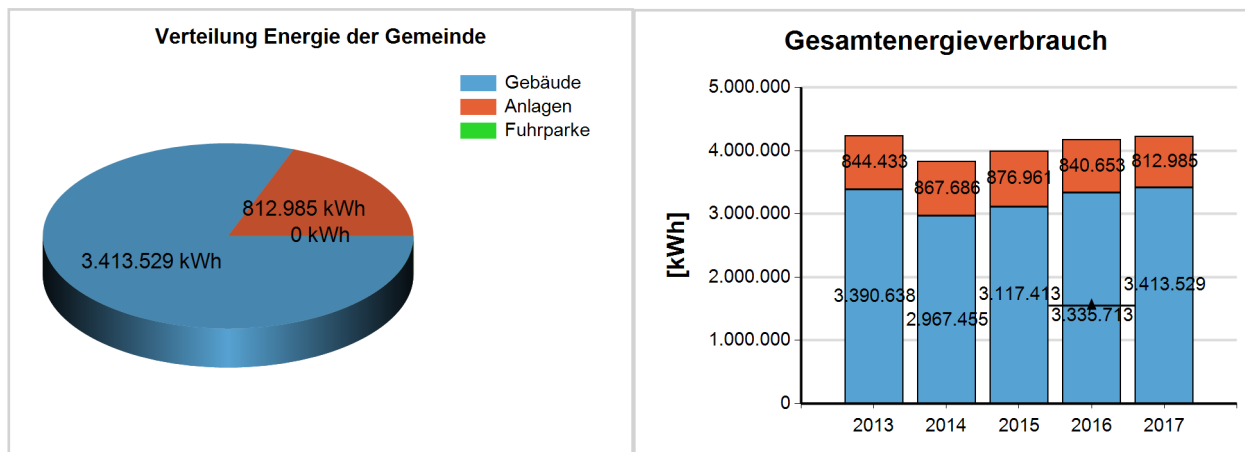 Verteilung Energie der Gemeinde
Gebäude
Anlagen
Fuhrparke
812.985 kWh
0 kWh
3.413.529 kWh
Gesamtenergieverbrauch
[kWh]
5.000.000
4.000.000
3.000.000
2.000.000
1.000.000
0
844.433
867.686
876.961
840.653
812.985
3.390.638
2.967.455
3.117.413
3.335.713
3.413.529
2013
2014
2015
2016
2017